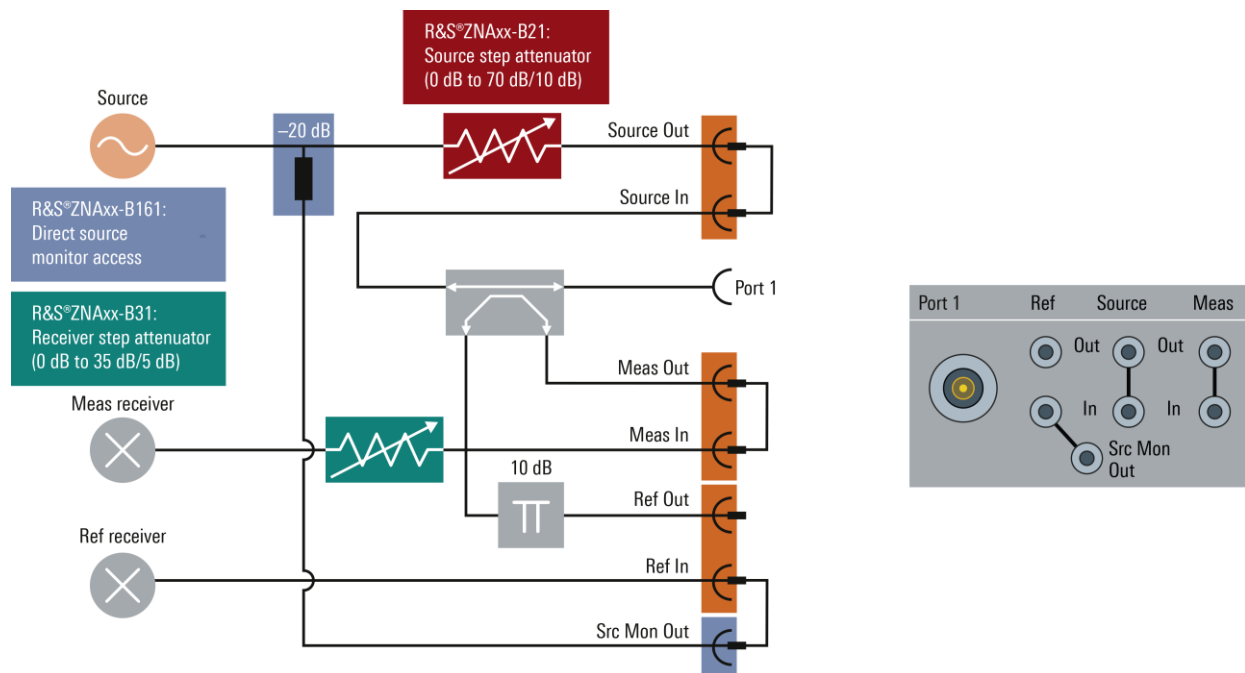 R&S®ZNAxx-B21:
Source step attenuator
(0 dB to 70 dB/10 dB)
Source
–20 dB
Source Out
Source In
R&S®ZNAxx-B161:
Direct source
monitor access
Port 1
R&S®ZNAxx-B31:
Receiver step attenuator
(0 dB to 35 dB/5 dB)
Meas Out
Meas receiver
Meas In
10 dB
Ref Out
Ref receiver
Ref In
Src Mon Out
Port 1 Ref Source Meas
Out Out
In In
Src Mon
Out